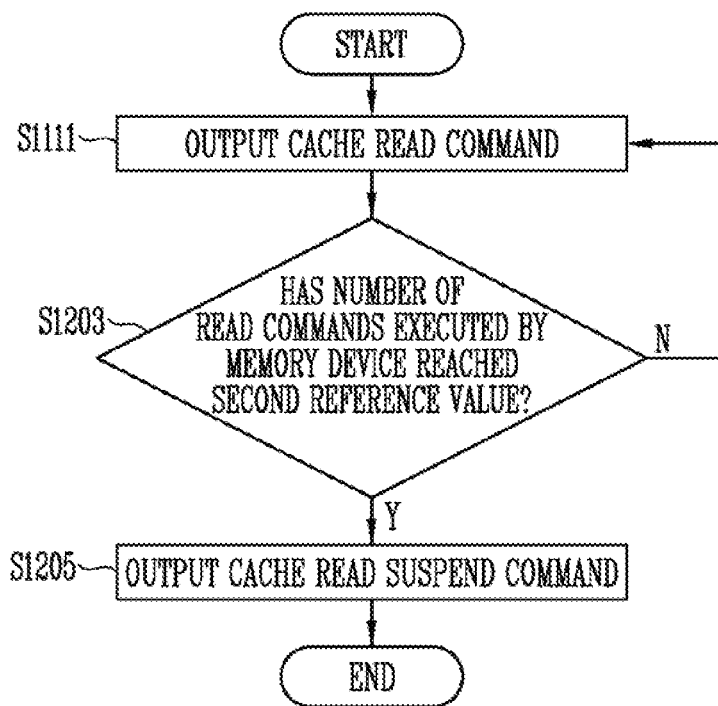 START
S1111
OUTPUT CACHE READ COMMAND
S1203
HAS NUMBER OF
READ COMMANDS EXECUTED BY
MEMORY DEVICE REACHED
SECOND REFERENCE VALUE?
N
Y
S1205
OUTPUT CACHE READ SUSPEND COMMAND
END